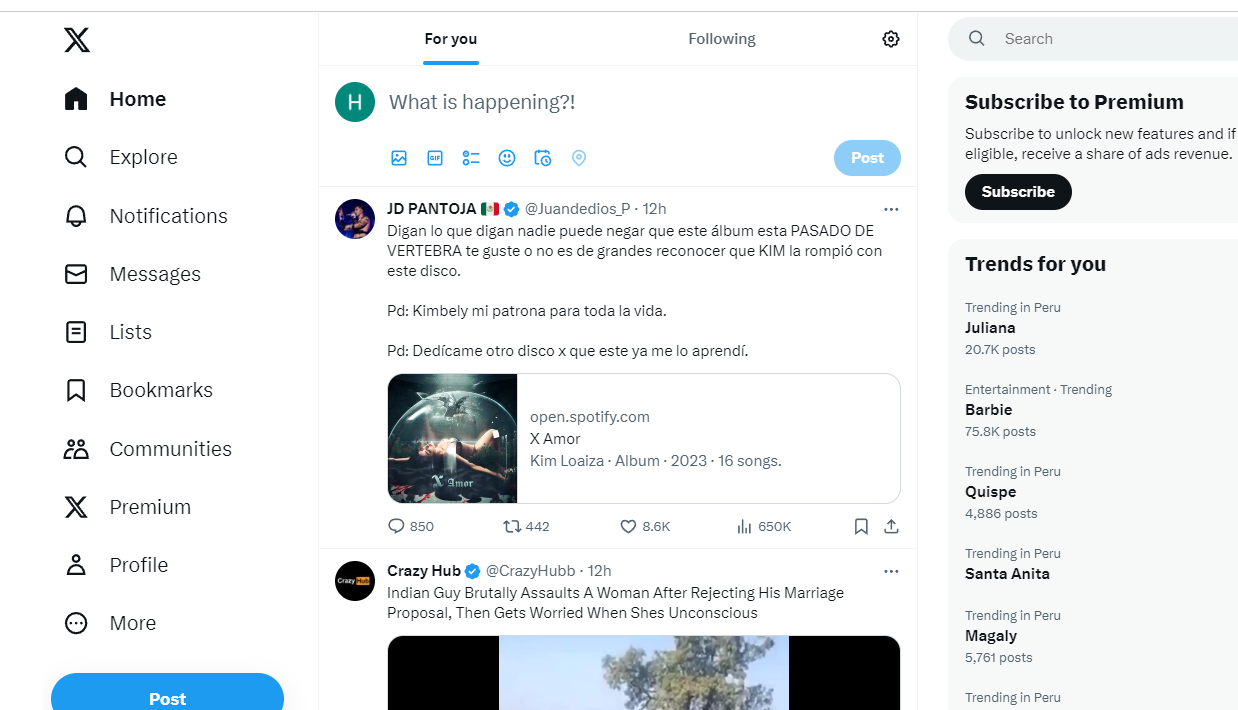 Home
Explore
Notifications
Messages
Lists
Bookmarks
Communities
Premium
Profile
More
Post
For you
Following
H
What is happening?!
GIF
Post
JD PANTOJA 🇲🇽 @Juandedios_P · 12h
Digan lo que digan nadie puede negar que este álbum esta PASADO DE
VERTEBRA te guste o no es de grandes reconocer que KIM la rompió con
este disco.
Pd: Kimbely mi patrona para toda la vida.
Pd: Dedícame otro disco x que este ya me lo aprendí.
X Amor
open.spotify.com
X Amor
Kim Loaiza · Album · 2023 · 16 songs.
850
442
8.6K
650K
Crazy Hub
Crazy Hub @CrazyHubb · 12h
Indian Guy Brutally Assaults A Woman After Rejecting His Marriage
Proposal, Then Gets Worried When Shes Unconscious
Search
Subscribe to Premium
Subscribe to unlock new features and if
eligible, receive a share of ads revenue.
Subscribe
Trends for you
Trending in Peru
Juliana
20.7K posts
Entertainment · Trending
Barbie
75.8K posts
Trending in Peru
Quispe
4,886 posts
Trending in Peru
Santa Anita
Trending in Peru
Magaly
5,761 posts
Trending in Peru